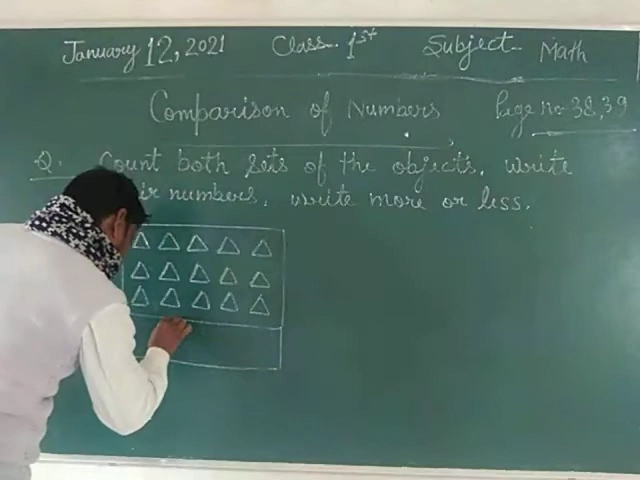 January 12, 2021 Class- 1st Subject- Math
Comparison of Numbers Page no-38,39
Q. Count both sets of the objects, write
numbers, write more or less.